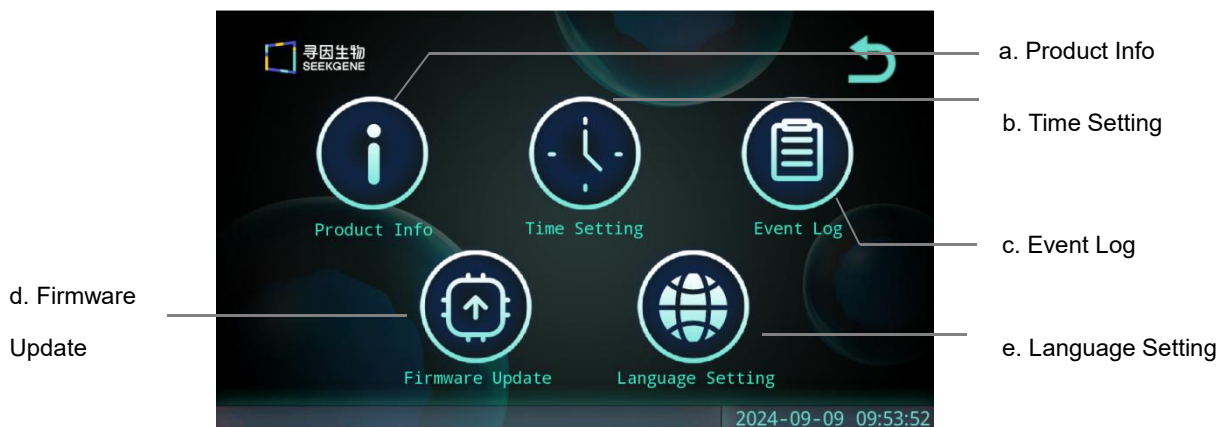 寻因生物
SEEKGENE
a. Product Info
b. Time Setting
Product Info
Time Setting
Event Log
c. Event Log
d. Firmware
Update
Firmware Update
Language Setting
e. Language Setting
2024-09-09 09:53:52